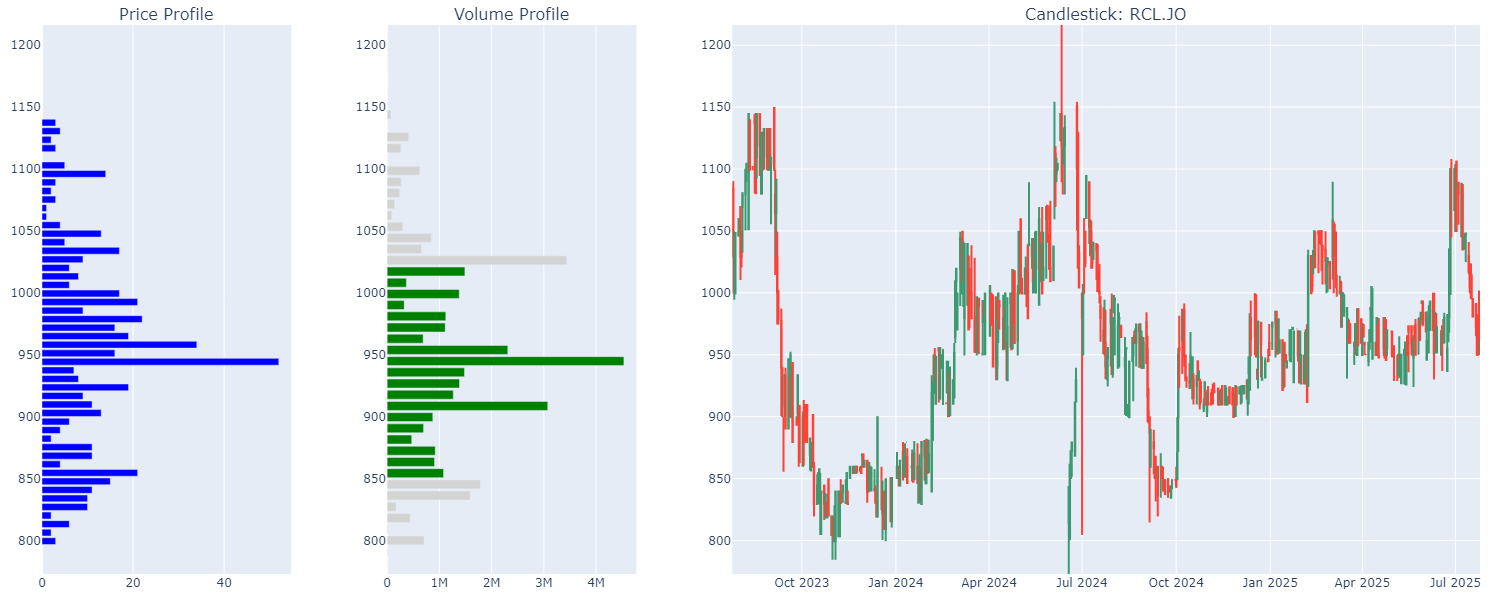 Price Profile
Volume Profile
Candlestick: RCL.JO
1200
1150
1100
1050
1000
950
900
850
800
0
20
40
1200
1150
1100
1050
1000
950
900
850
800
0
1M
2M
3M
4M
1200
1150
1100
1050
1000
950
900
850
800
Oct 2023
Jan 2024
Apr 2024
Jul 2024
Oct 2024
Jan 2025
Apr 2025
Jul 2025